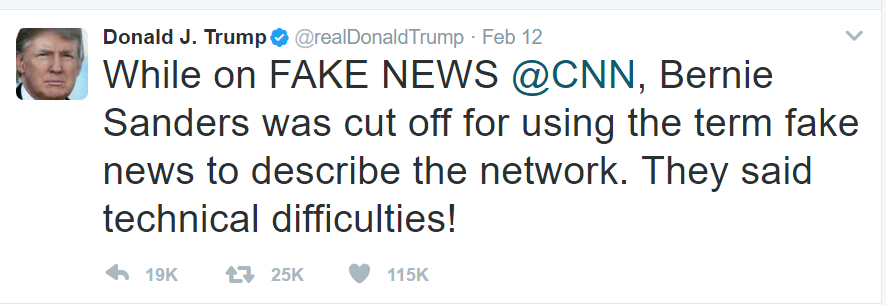 Donald J. Trump @realDonaldTrump · Feb 12
While on FAKE NEWS @CNN, Bernie
Sanders was cut off for using the term fake
news to describe the network. They said
technical difficulties!
19K 25K 115K